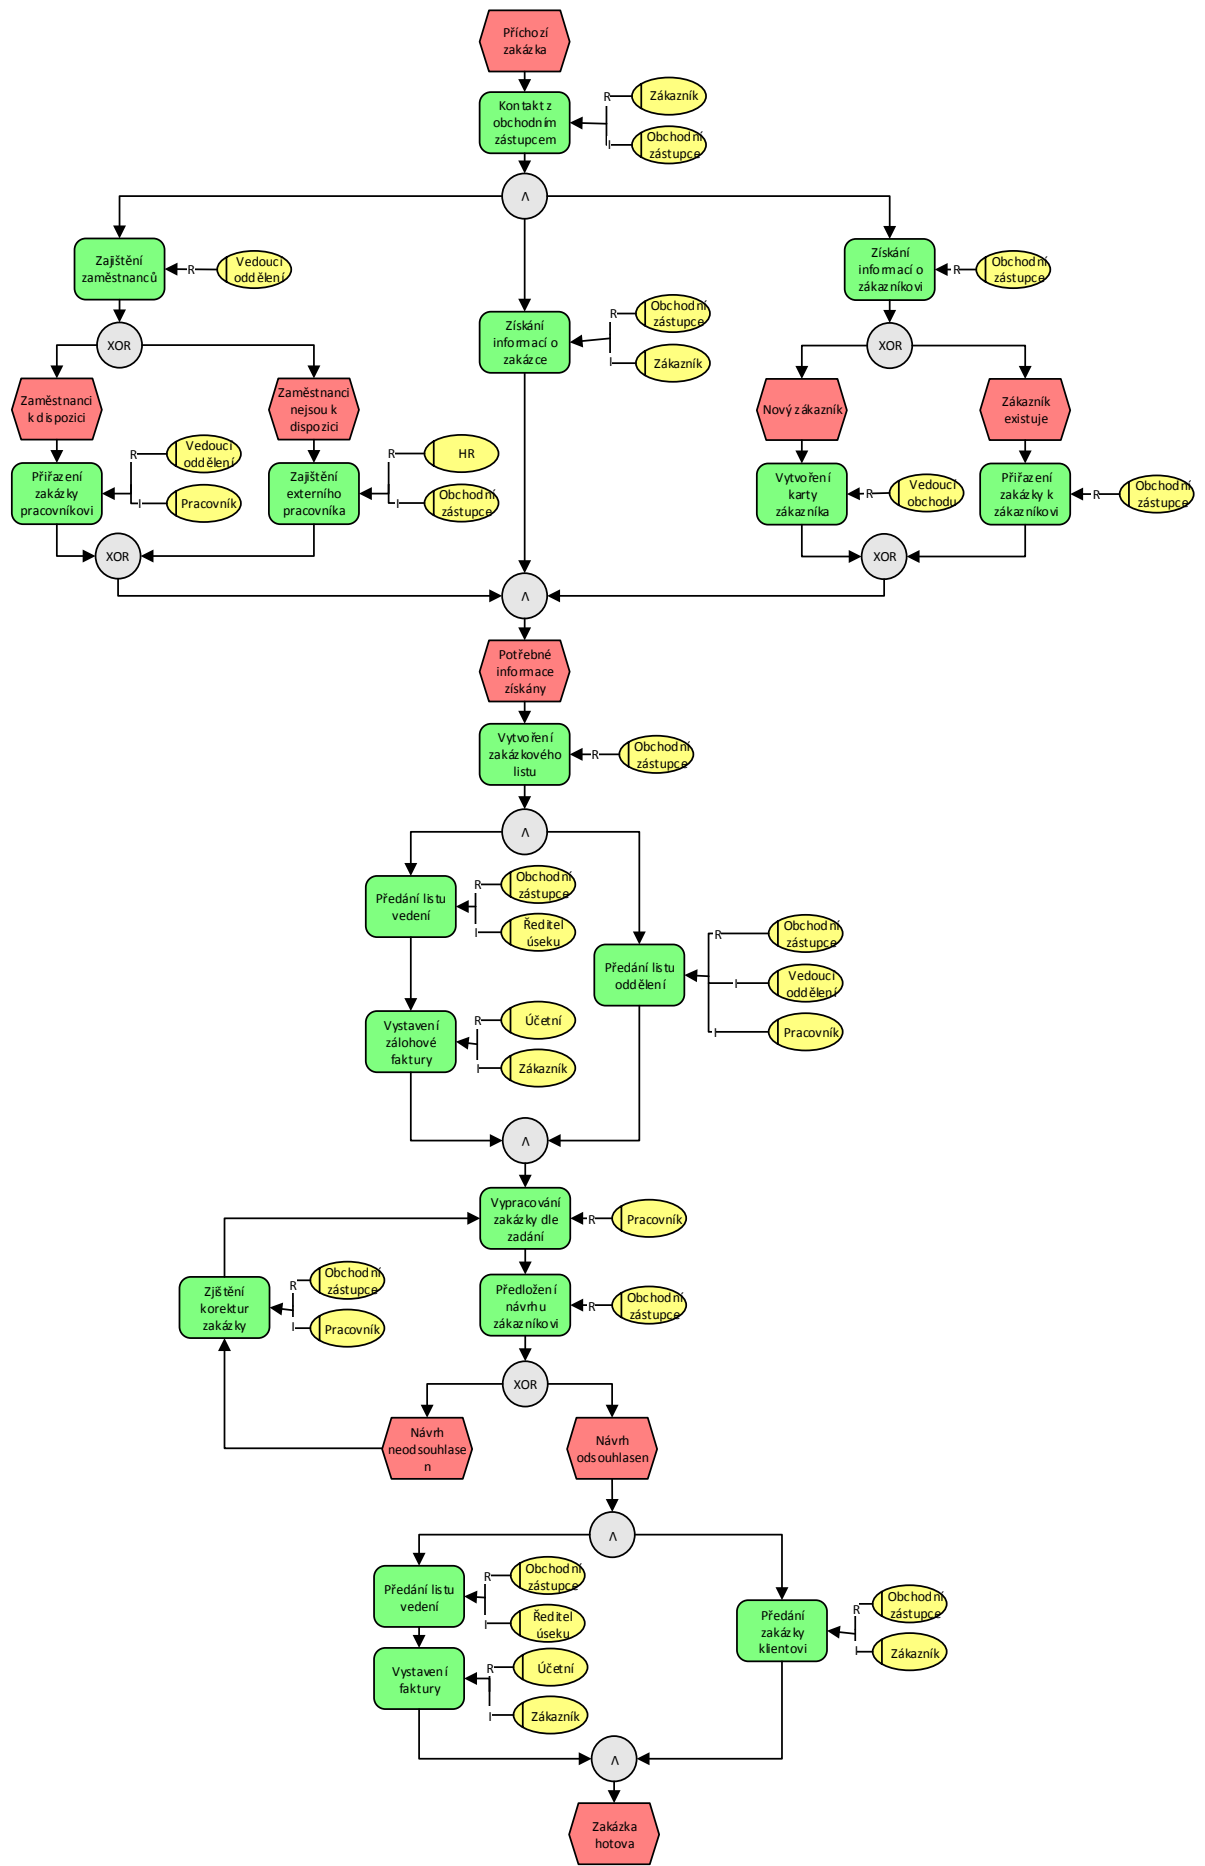 Příchozí
zakázka
Kontakt z
obchodním
zástupcem
R
Zákazník
I
Obchodní
zástupce
Λ
Zajištění
zaměstnanců
R
Vedoucí
oddělení
Získání
informací o
zákazníkovi
R
Obchodní
zástupce
Získání
informací o
zakázce
R
Obchodní
zástupce
I
Zákazník
XOR
XOR
Zaměstnanci
k dispozici
Zaměstnanci
nejsou k
dispozici
Nový zákazník
Zákazník
existuje
Přiřazení
zakázky
pracovníkovi
R
Vedoucí
oddělení
I
Pracovník
Zajištění
externího
pracovníka
R
HR
I
Obchodní
zástupce
Vytvoření
karty
zákazníka
R
Vedoucí
obchodu
Přiřazení
zakázky k
zákazníkovi
R
Obchodní
zástupce
XOR
XOR
Λ
Potřebné
informace
získány
Vytvoření
zakázkového
listu
R
Obchodní
zástupce
Λ
Předání listu
vedení
R
Obchodní
zástupce
I
Ředitel
úseku
Předání listu
oddělení
R
Obchodní
zástupce
I
Vedoucí
oddělení
I
Pracovník
Vystavení
zálohové
faktury
R
Účetní
I
Zákazník
Λ
Vypracování
zakázky dle
zadání
R
Pracovník
Zjištění
korektur
zakázky
R
Obchodní
zástupce
I
Pracovník
Předložení
návrhu
zákazníkovi
R
Obchodní
zástupce
XOR
Návrh
neodsouhlase
n
Návrh
odsouhlasen
Λ
Předání listu
vedení
R
Obchodní
zástupce
I
Ředitel
úseku
Předání
zakázky
klientovi
R
Obchodní
zástupce
I
Zákazník
Vystavení
faktury
R
Účetní
I
Zákazník
Λ
Zakázka
hotova